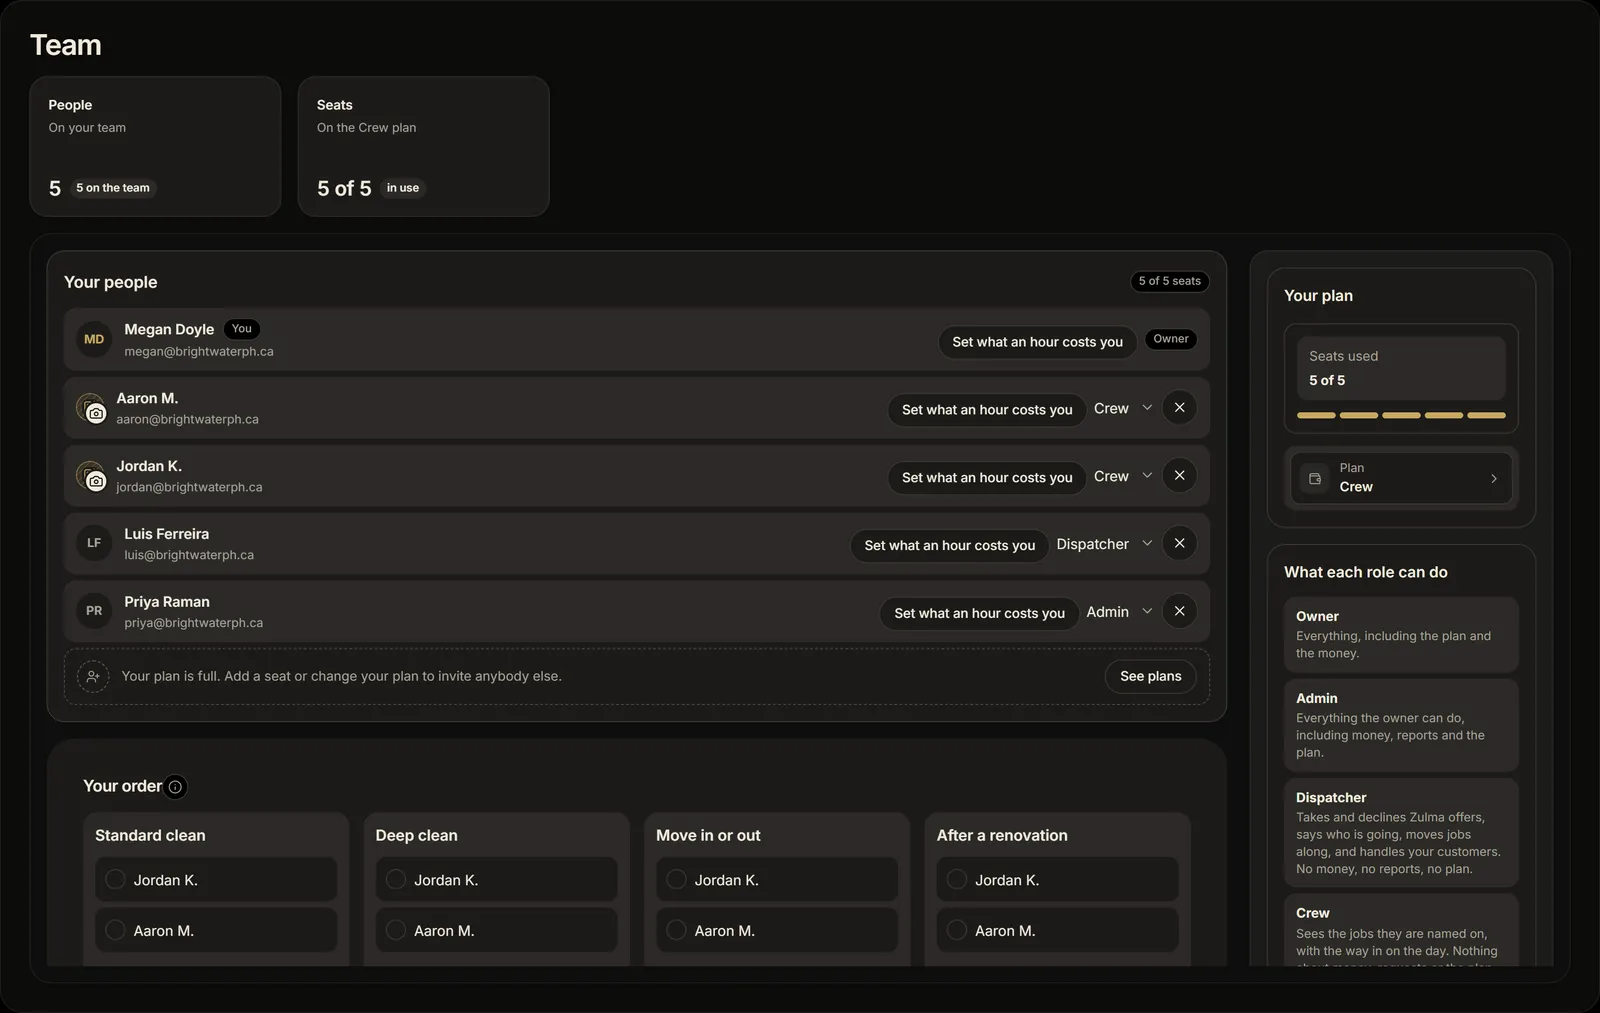 Team
People
On your team
5 5 on the team
Seats
On the Crew plan
5 of 5 in use
Your people
5 of 5 seats
MD
Megan Doyle You
megan@brightwaterph.ca
Set what an hour costs you
Owner
Aaron M.
aaron@brightwaterph.ca
Set what an hour costs you
Crew
Jordan K.
jordan@brightwaterph.ca
Set what an hour costs you
Crew
LF
Luis Ferreira
luis@brightwaterph.ca
Set what an hour costs you
Dispatcher
PR
Priya Raman
priya@brightwaterph.ca
Set what an hour costs you
Admin
Your plan is full. Add a seat or change your plan to invite anybody else.
See plans
Your order
Standard clean
Jordan K.
Aaron M.
Deep clean
Jordan K.
Aaron M.
Move in or out
Jordan K.
Aaron M.
After a renovation
Jordan K.
Aaron M.
Your plan
Seats used
5 of 5
Plan
Crew
What each role can do
Owner
Everything, including the plan and
the money.
Admin
Everything the owner can do,
including money, reports and the
plan.
Dispatcher
Takes and declines Zulma offers,
says who is going, moves jobs
along, and handles your customers.
No money, no reports, no plan.
Crew
Sees the jobs they are named on,
with the way in on the day. Nothing